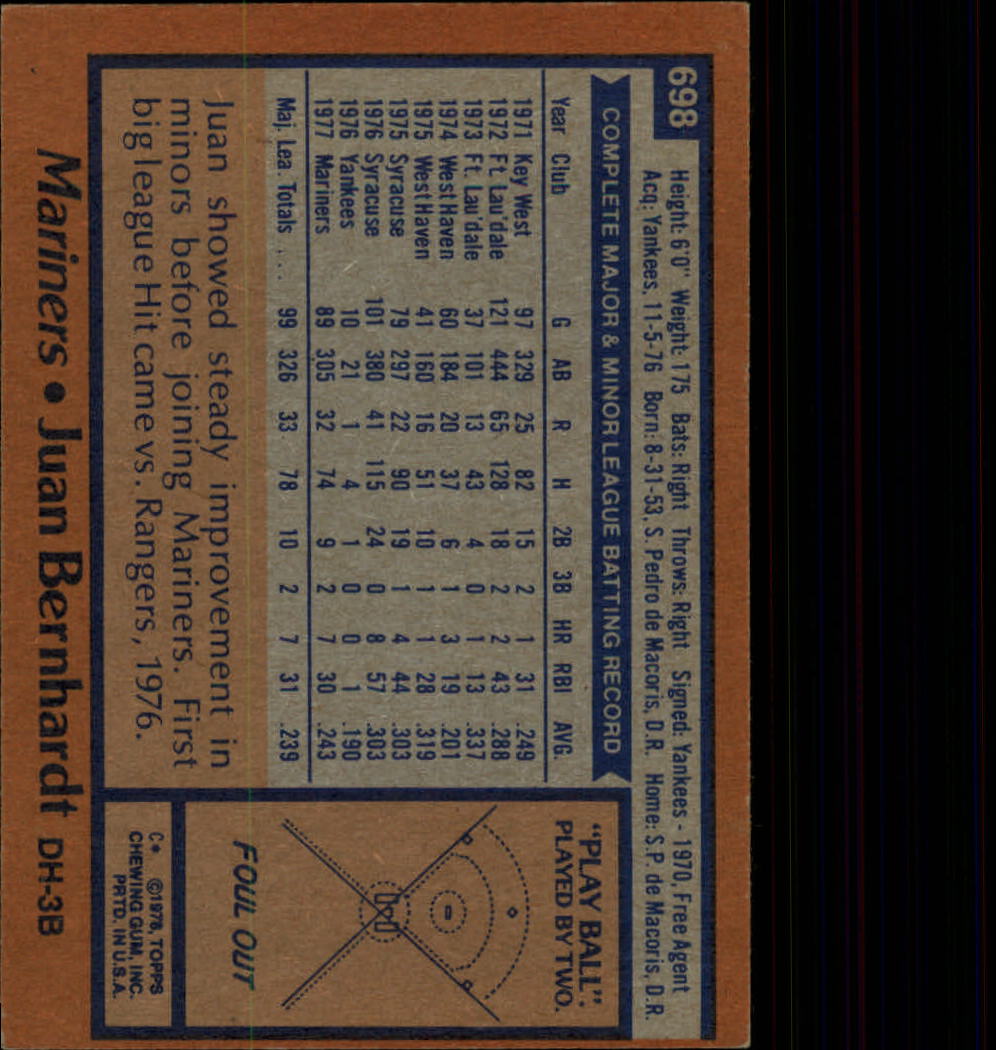 698
Height: 6'0" Weight: 175 Bats: Right Throws: Right Signed: Yankees - 1970, Free Agent
Acq: Yankees, 11-5-76 Born: 8-31-53, S. Pedro de Macoris, D.R. Home: S.P. de Macoris, D.R.
COMPLETE MAJOR & MINOR LEAGUE BATTING RECORD
Year Club G AB R H 2B 3B HR RBI AVG.
1971 Key West 97 329 25 82 15 2 1 31 .249
1972 Ft. Lau'dale 121 444 65 128 18 2 2 43 .288
1973 Ft. Lau'dale 37 101 13 43 4 0 1 13 .337
1974 West Haven 60 184 20 37 6 1 3 19 .201
1975 West Haven 41 160 16 51 10 1 1 28 .319
1975 Syracuse 79 297 22 90 19 1 4 44 .303
1976 Syracuse 101 380 41 115 24 0 8 57 .303
1976 Yankees 10 21 1 4 1 0 0 1 .190
1977 Mariners 89 305 32 74 9 2 7 30 .243
Maj. Lea. Totals .... 99 326 33 78 10 2 7 31 .239
Juan showed steady improvement in
minors before joining Mariners. First
big league Hit came vs. Rangers, 1976.
"PLAY BALL":
PLAYED BY TWO.
FOUL OUT
C* ©1978, TOPPS
CHEWING GUM, INC.
PRTD. IN U.S.A.
Mariners • Juan Bernhardt DH-3B